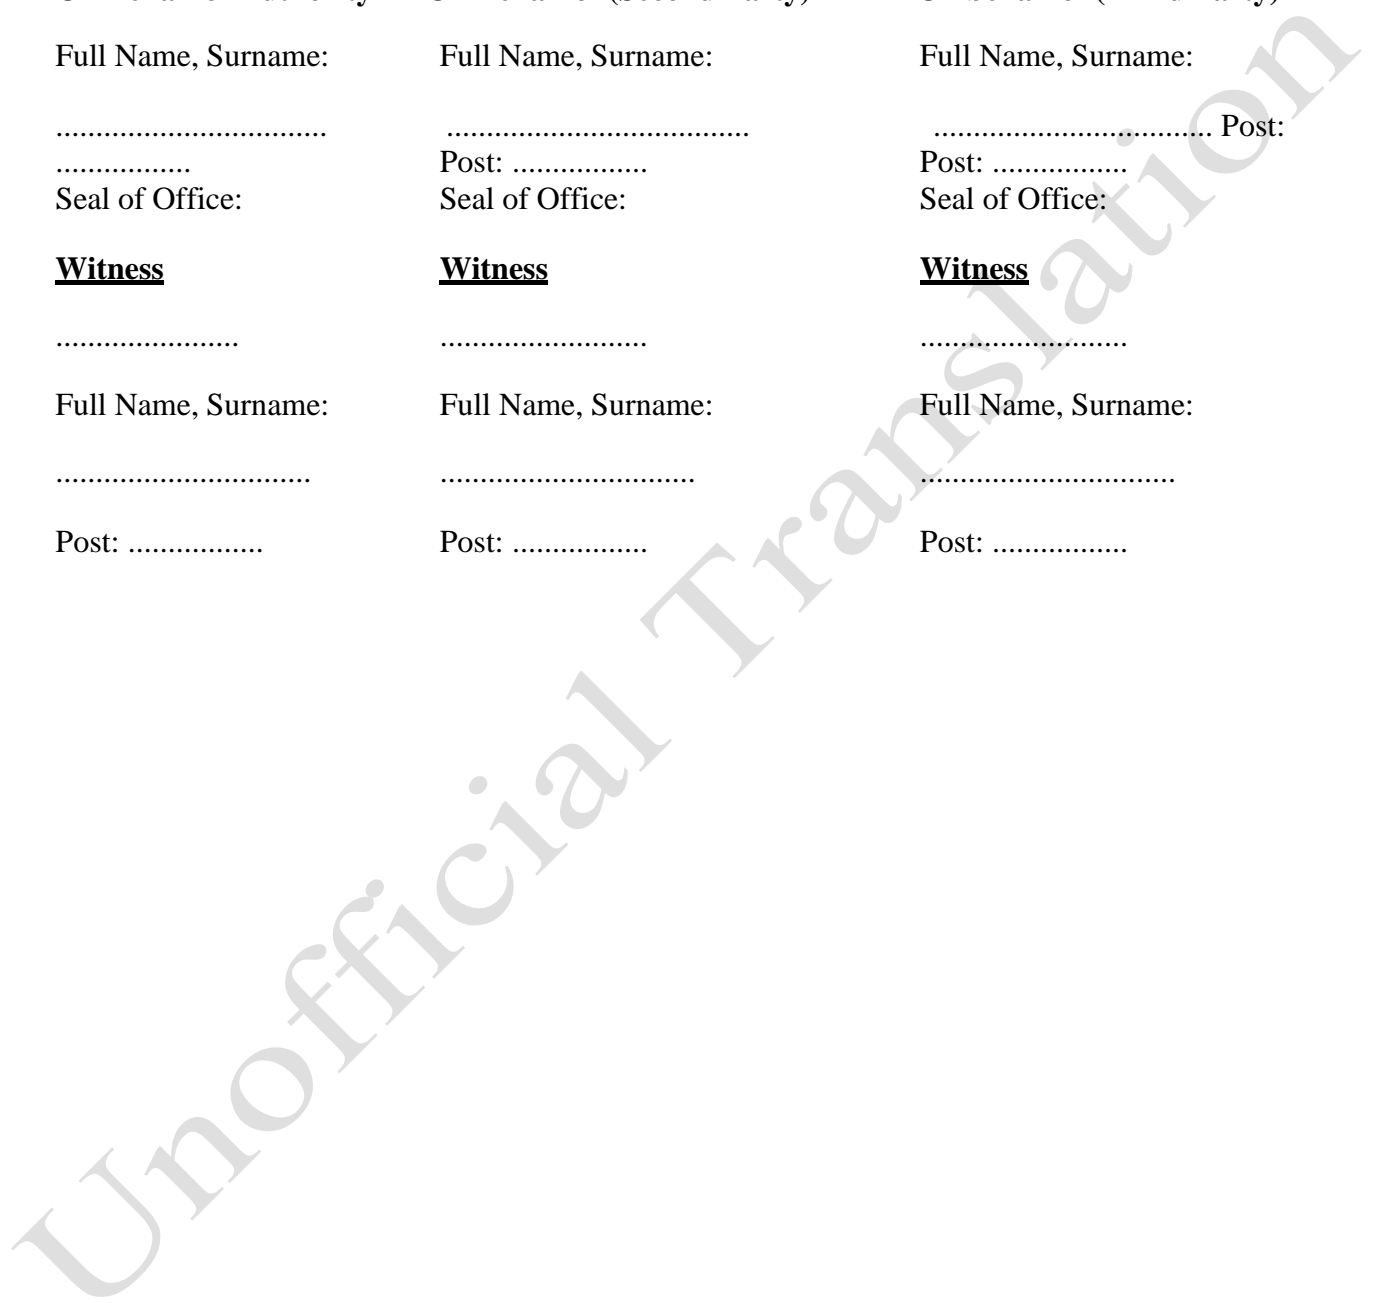 Full Name, Surname: Full Name, Surname: Full Name, Surname:
.................................. ...................................... ................................... Post:
................. Post: ................. Post: .................
Seal of Office: Seal of Office: Seal of Office:
Witness Witness Witness
....................... .......................... ..........................
Full Name, Surname: Full Name, Surname: Full Name, Surname:
................................ ................................ ................................
Post: ................. Post: ................. Post: .................
Unofficial Translation